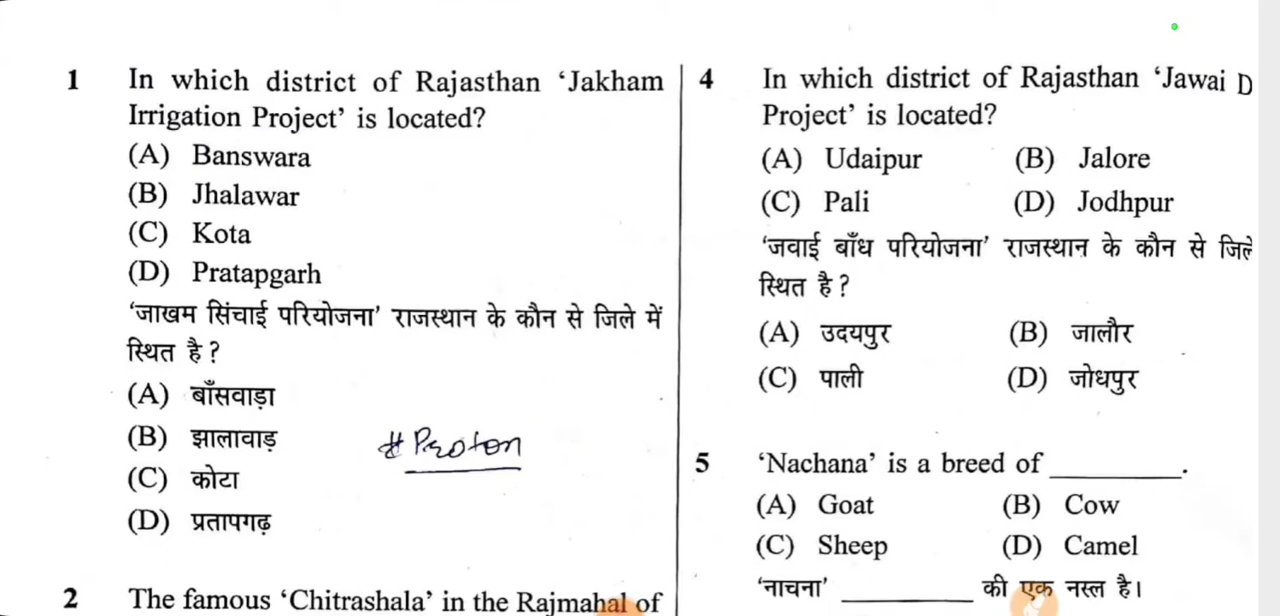 1 In which district of Rajasthan ‘Jakham
Irrigation Project’ is located?
(A) Banswara
(B) Jhalawar
(C) Kota
(D) Pratapgarh
‘जाखम सिंचाई परियोजना’ राजस्थान के कौन से जिले में
स्थित है ?
(A) बाँसवाड़ा
(B) झालावाड़
(C) कोटा
(D) प्रतापगढ़
# Proton
2 The famous ‘Chitrashala’ in the Rajmahal of
4 In which district of Rajasthan ‘Jawai D
Project’ is located?
(A) Udaipur (B) Jalore
(C) Pali (D) Jodhpur
‘जवाई बाँध परियोजना’ राजस्थान के कौन से जिले
स्थित है ?
(A) उदयपुर (B) जालौर
(C) पाली (D) जोधपुर
5 ‘Nachana’ is a breed of ________.
(A) Goat (B) Cow
(C) Sheep (D) Camel
‘नाचना’ ________ की एक नस्ल है।